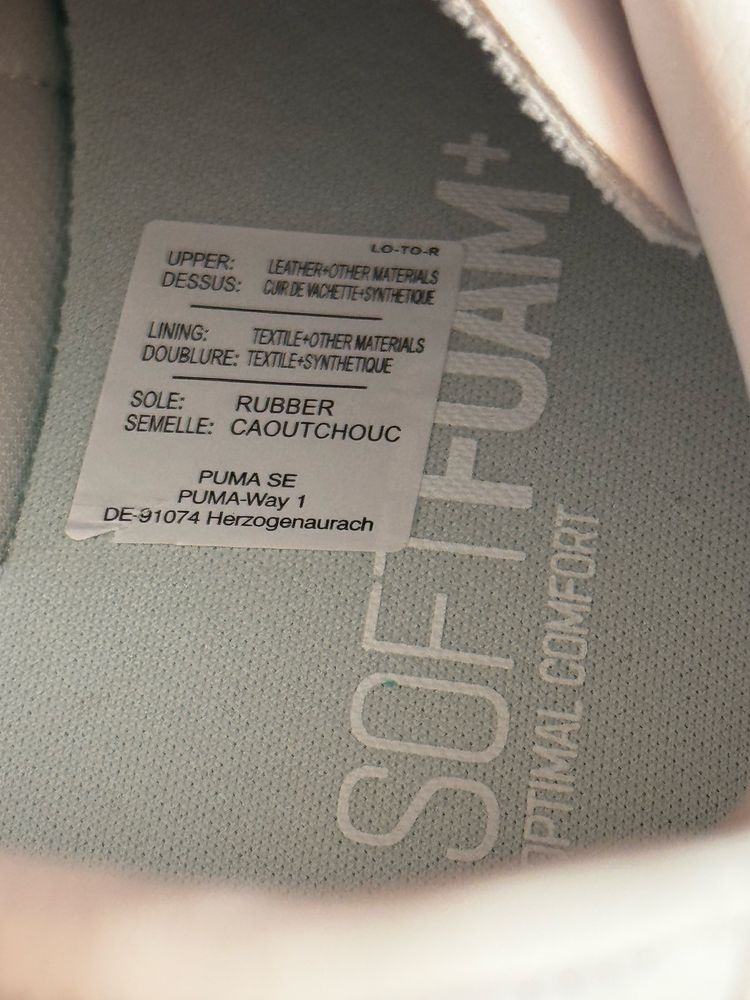 LO-TO-R
UPPER: LEATHER+OTHER MATERIALS
DESSUS: CUIR DE VACHETTE+SYNTHETIQUE
LINING: TEXTILE+OTHER MATERIALS
DOUBLURE: TEXTILE+SYNTHETIQUE
SOLE: RUBBER
SEMELLE: CAOUTCHOUC
PUMA SE
PUMA-Way 1
DE-91074 Herzogenaurach
SOFTFOAM+
OPTIMAL COMFORT